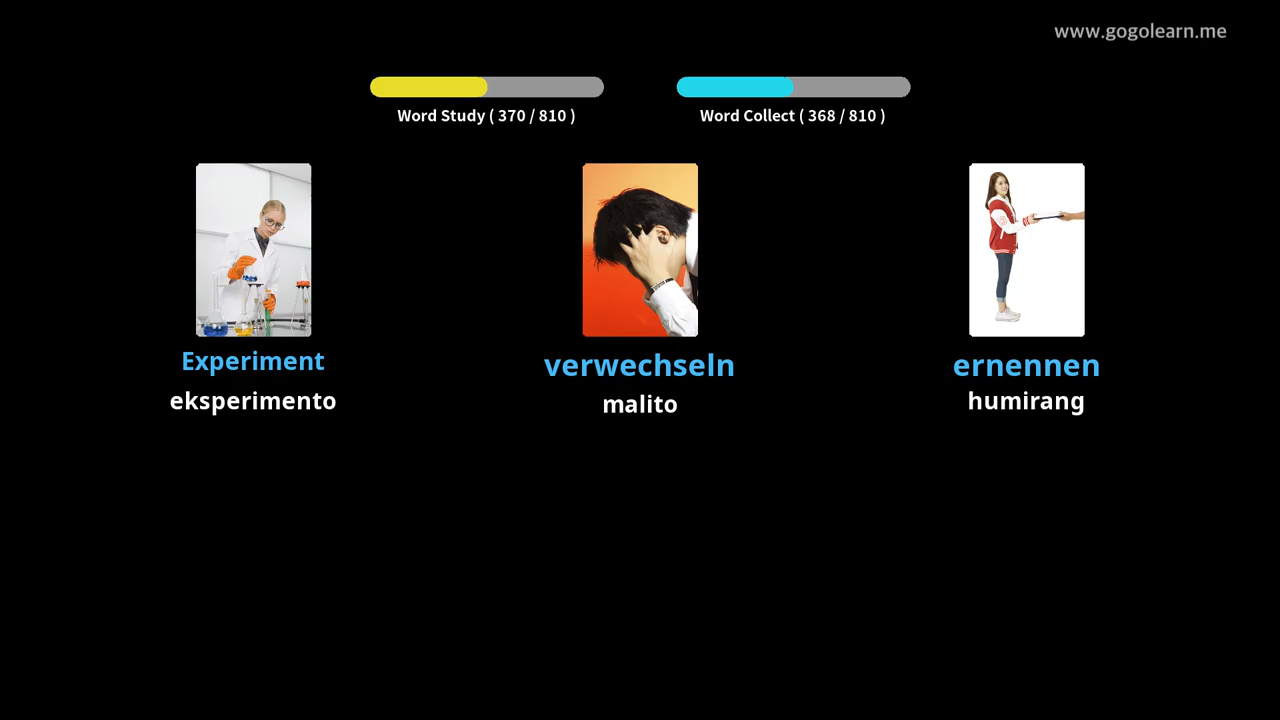 www.gogolearn.me
Word Study ( 370 / 810 )
Word Collect ( 368 / 810 )
Experiment
eksperimento
verwechseln
malito
ernennen
humirang